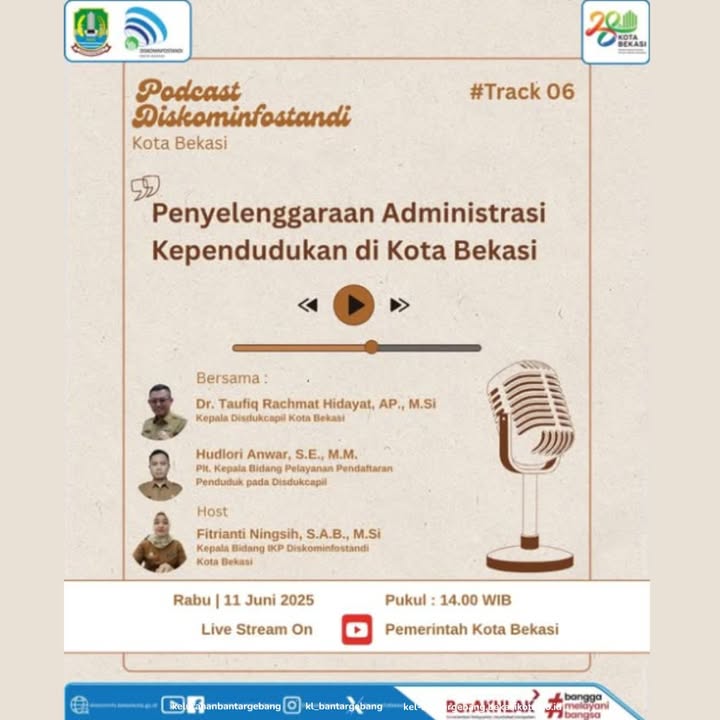 DISKOMINFOSTANDI
KOTA
BEKASI
Podcast
Diskominfostandi
Kota Bekasi
#Track 06
Penyelenggaraan Administrasi
Kependudukan di Kota Bekasi
Bersama :
Dr. Taufiq Rachmat Hidayat, AP., M.Si
Kepala Disdukcapil Kota Bekasi
Hudlori Anwar, S.E., M.M.
Plt. Kepala Bidang Pelayanan Pendaftaran
Penduduk pada Disdukcapil
Host
Fitrianti Ningsih, S.A.B., M.Si
Kepala Bidang IKP Diskominfostandi
Kota Bekasi
Rabu | 11 Juni 2025
Pukul : 14.00 WIB
Live Stream On
Pemerintah Kota Bekasi
kelurahanbantargebang
kl_bantargebang
#bangga
melayani
bangsa